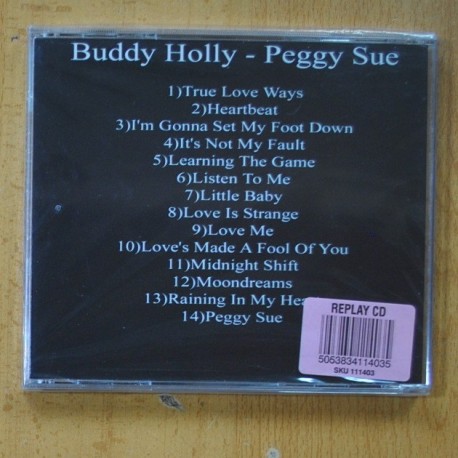 Buddy Holly - Peggy Sue
1)True Love Ways
2)Heartbeat
3)I'm Gonna Set My Foot Down
4)It's Not My Fault
5)Learning The Game
6)Listen To Me
7)Little Baby
8)Love Is Strange
9)Love Me
10)Love's Made A Fool Of You
11)Midnight Shift
12)Moondreams
13)Raining In My Hea
14)Peggy Sue
REPLAY CD
5053834114035
SKU 111403